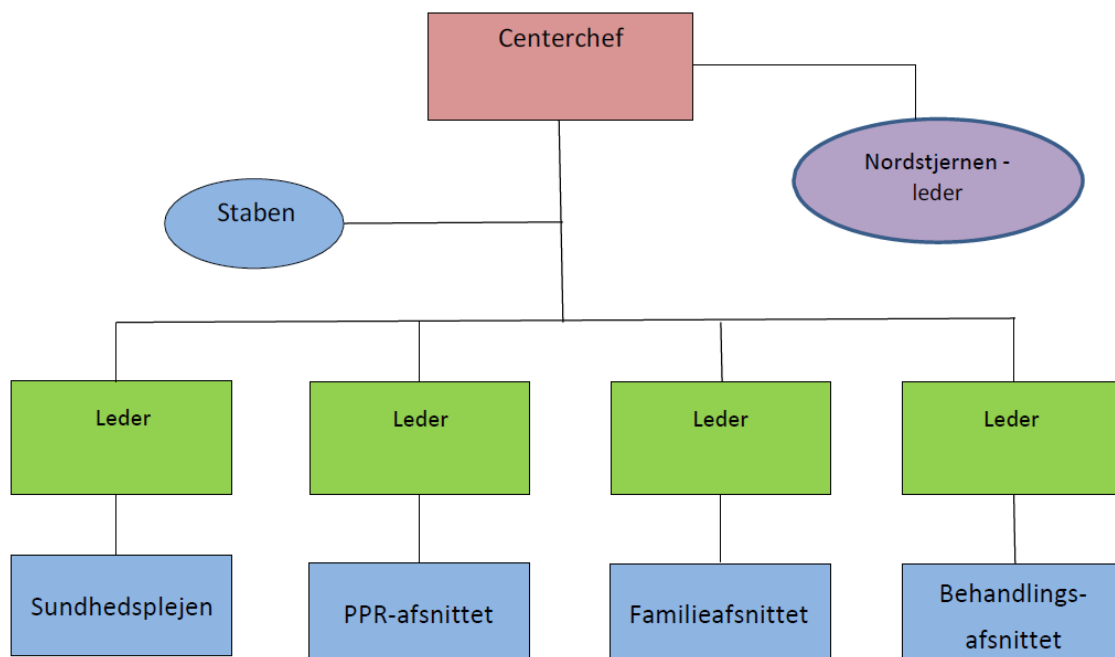 Centerchef
Nordstjernen -
leder
Staben
Leder
Leder
Leder
Leder
Sundhedsplejen
PPR-afsnittet
Familieafsnittet
Behandlings-
afsnittet